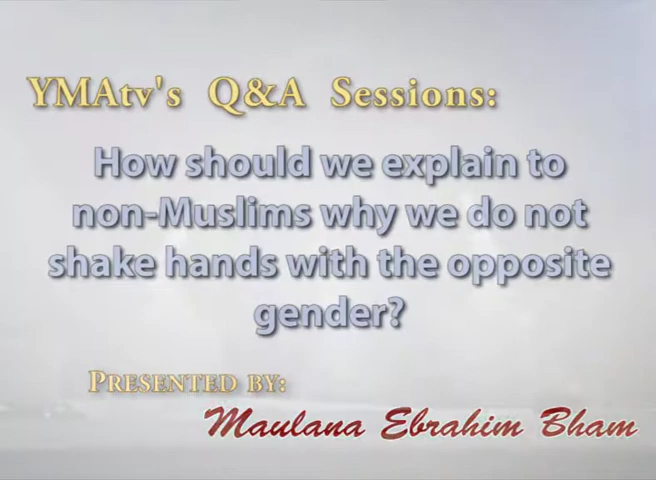 YMAtv's Q&A Sessions:
How should we explain to
non-Muslims why we do not
shake hands with the opposite
gender?
PRESENTED BY:
Maulana Ebrahim Bham